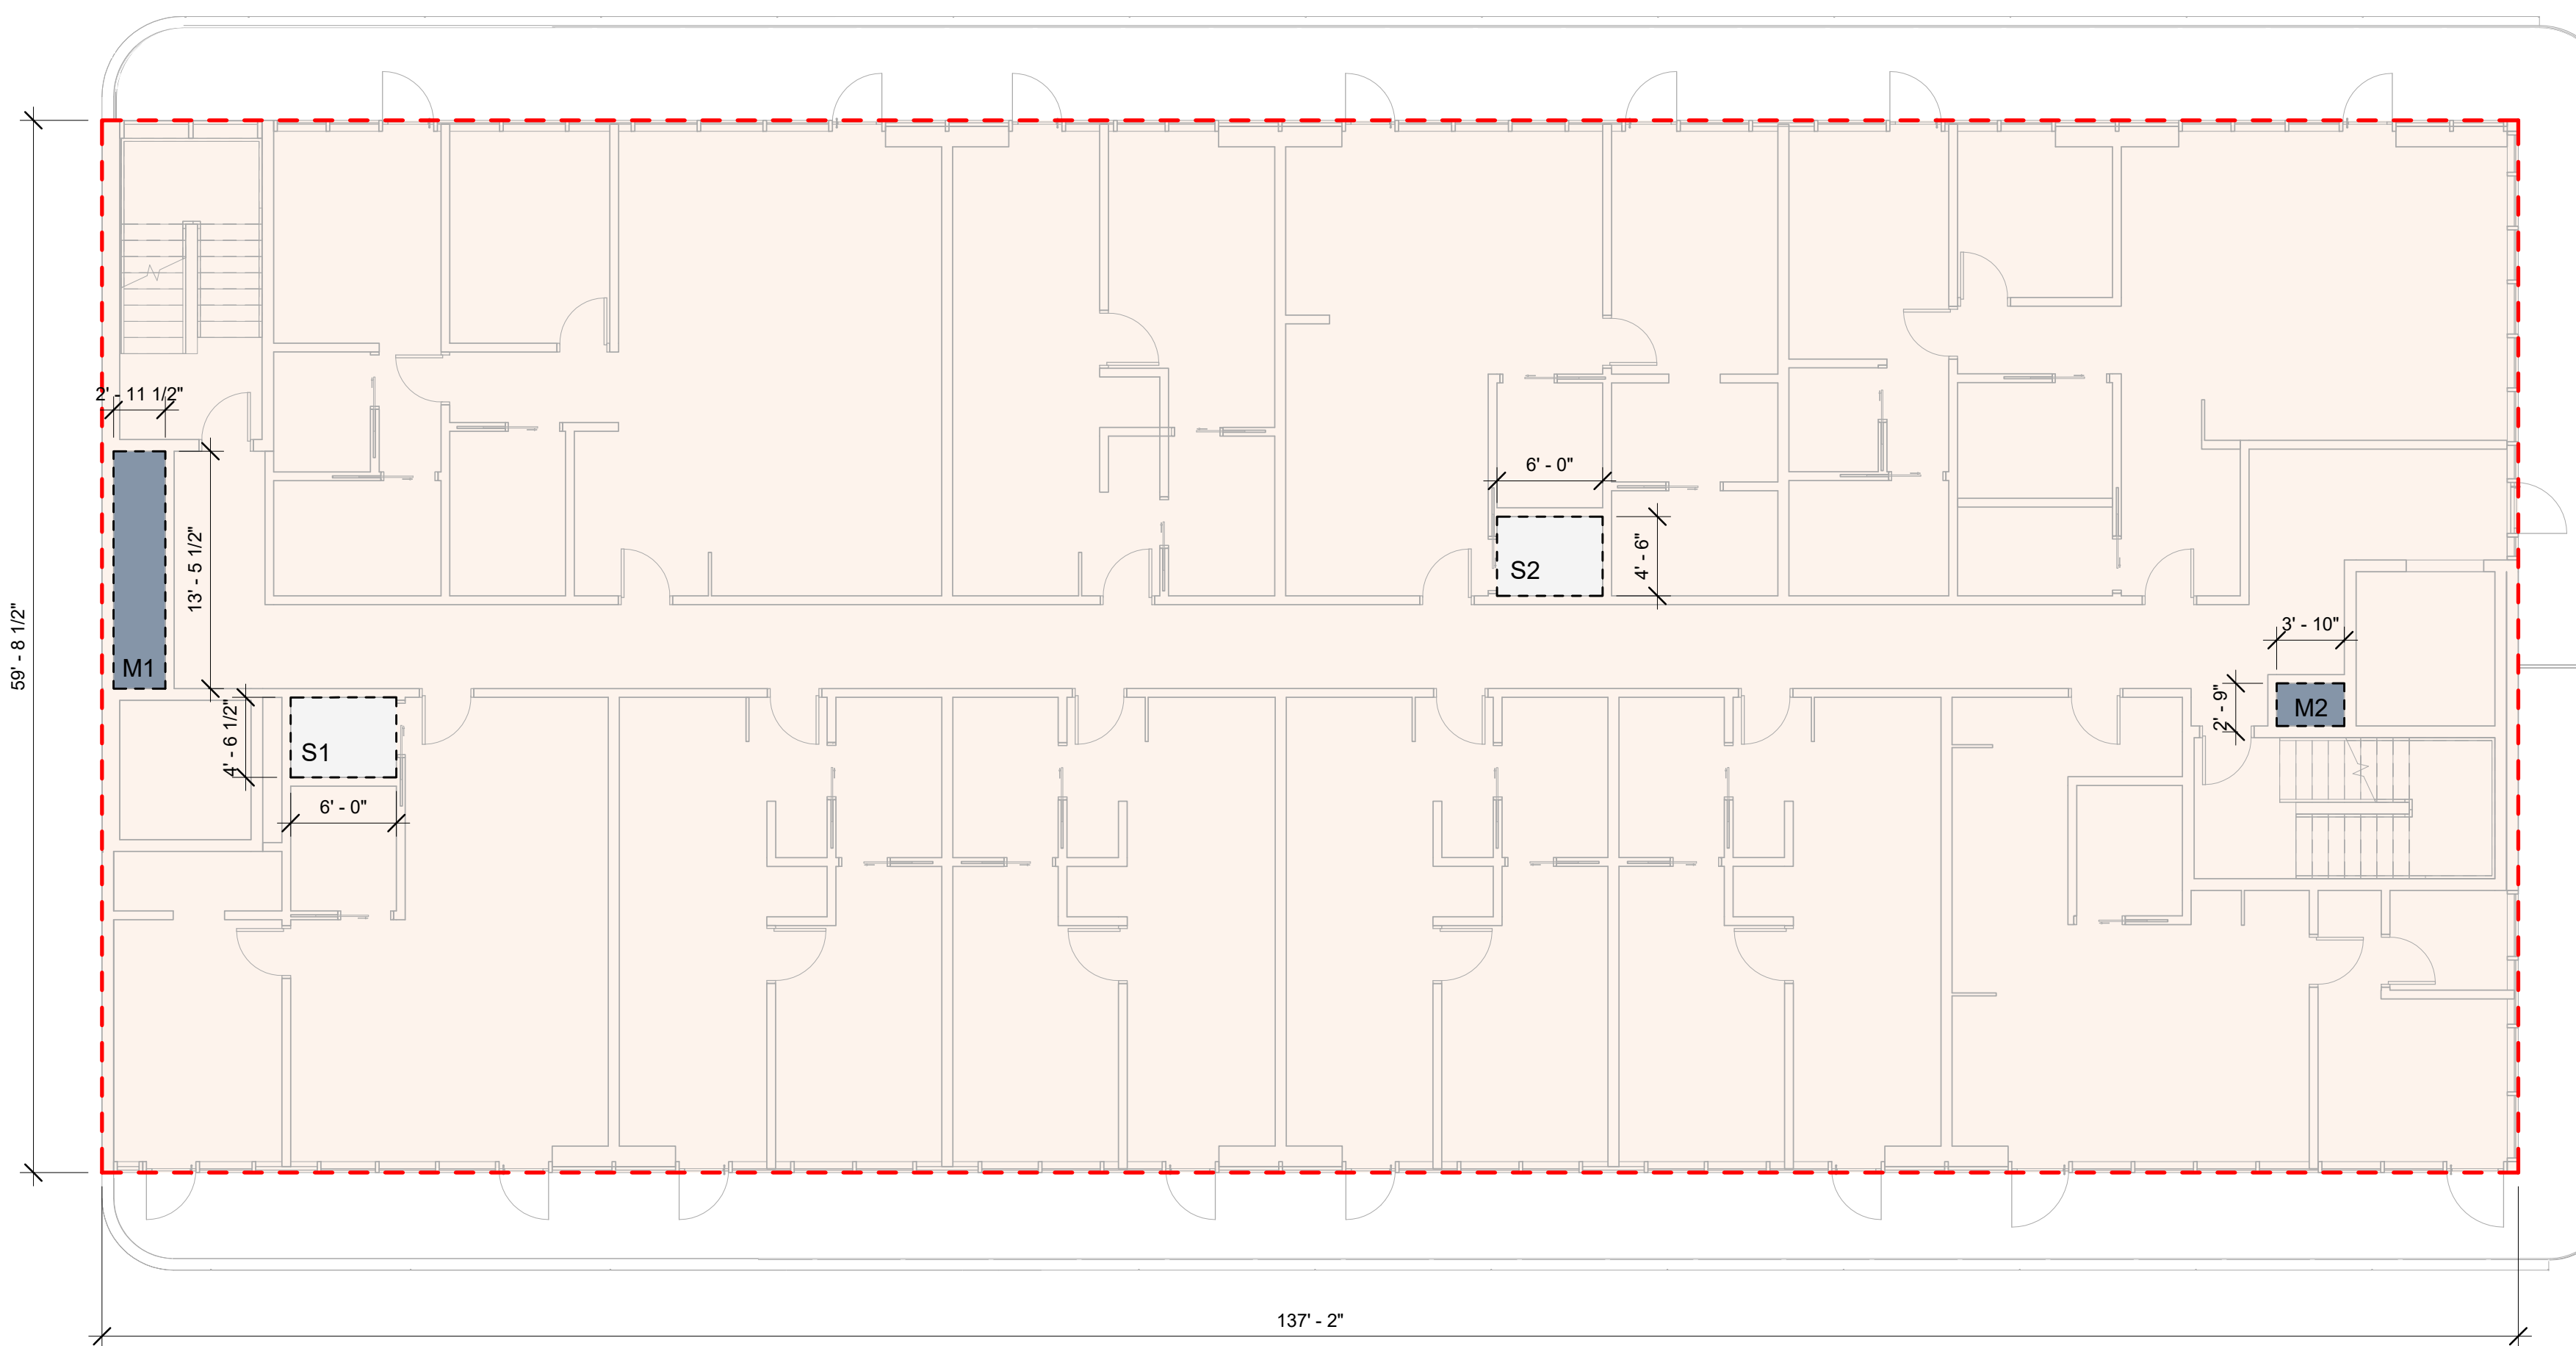 2' - 11 1/2"
13' - 5 1/2"
M1
6' - 0"
4' - 6"
S2
59' - 8 1/2"
3' - 10"
2' - 9"
M2
4' - 6 1/2"
S1
6' - 0"
137' - 2"